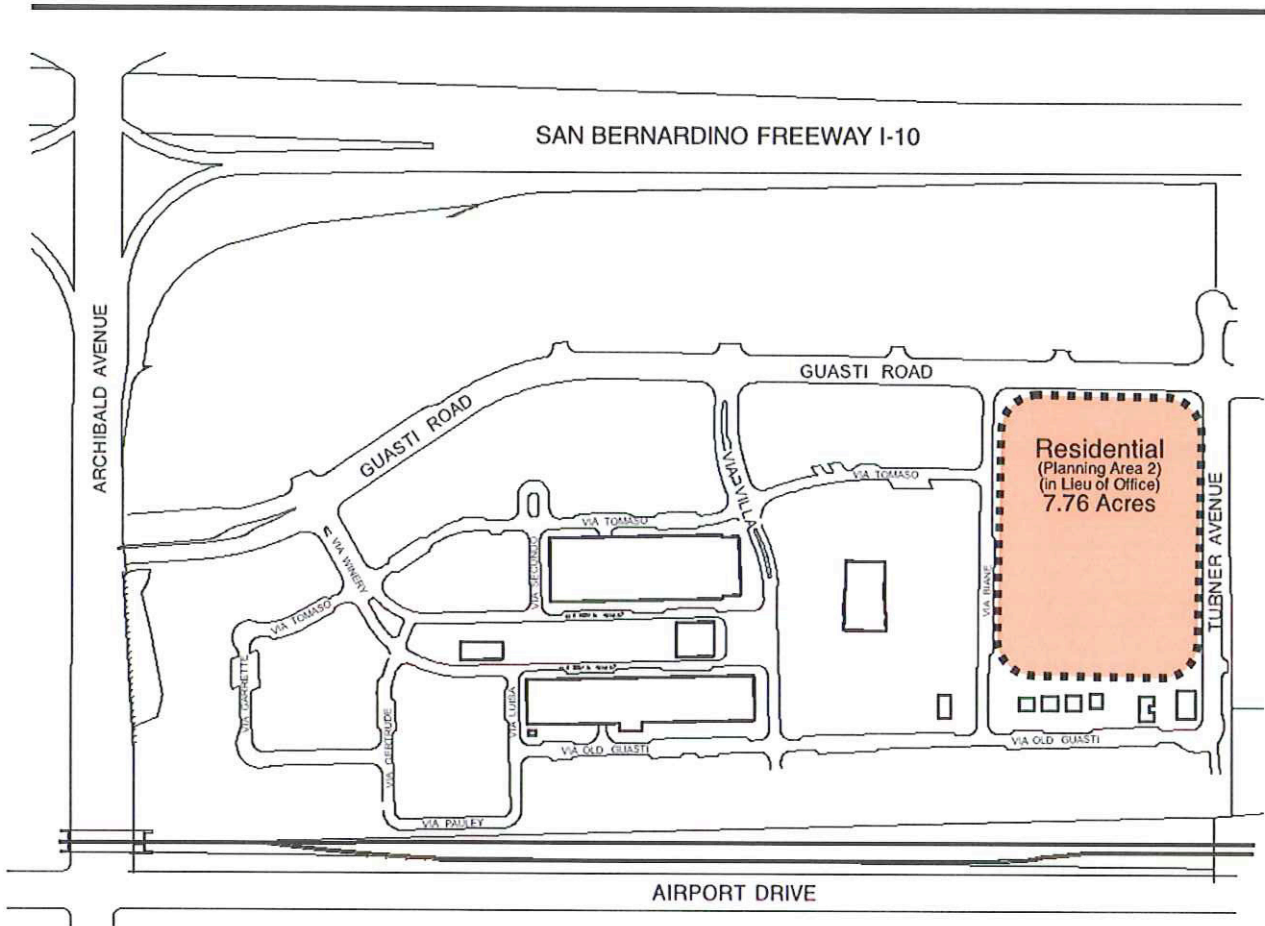 SAN BERNARDINO FREEWAY I-10
ARCHIBALD AVENUE
GUASTI ROAD
GUASTI ROAD
Residential
(Planning Area 2)
(in Lieu of Office)
7.76 Acres
TURNER AVENUE
VIA VILLA
VIA TOMASO
VIA TOMASO
VIA WINERY
VIA SECUNDO
VIA BIANE
VIA TOMASO
VIA GARRETTE
VIA GERTRUDE
VIA LUISA
VIA OLD GUASTI
VIA OLD GUASTI
VIA PAULEY
AIRPORT DRIVE